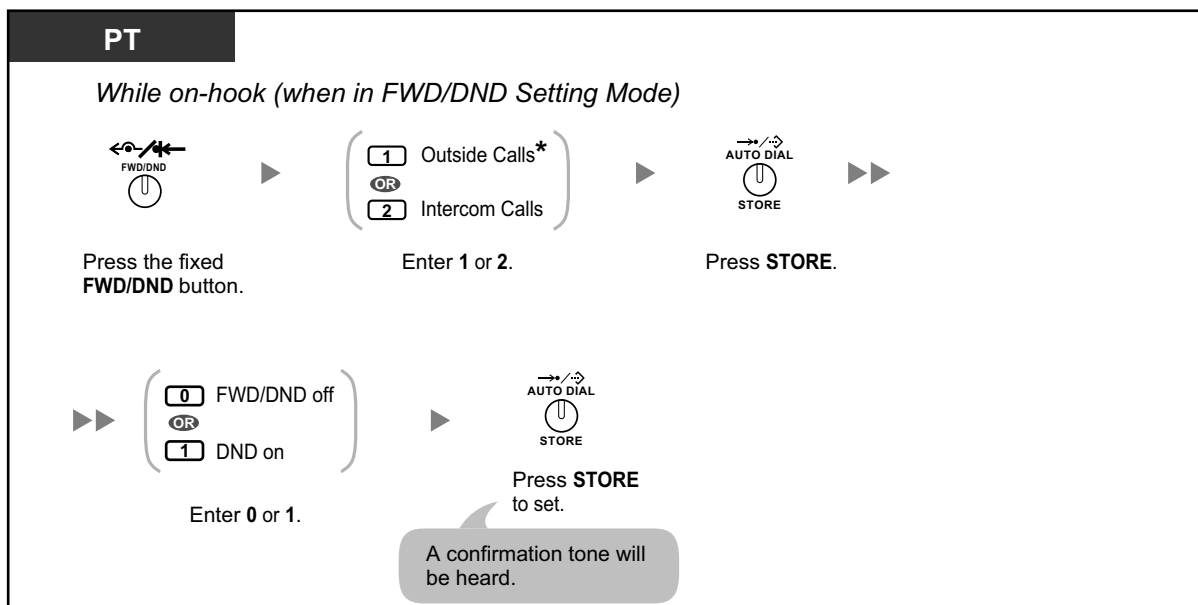 PT
While on-hook (when in FWD/DND Setting Mode)
FWD/DND
1 Outside Calls*
OR
2 Intercom Calls
AUTO DIAL
STORE
Press the fixed
FWD/DND button.
Enter 1 or 2.
Press STORE.
0 FWD/DND off
OR
1 DND on
AUTO DIAL
STORE
Enter 0 or 1.
Press STORE
to set.
A confirmation tone will
be heard.